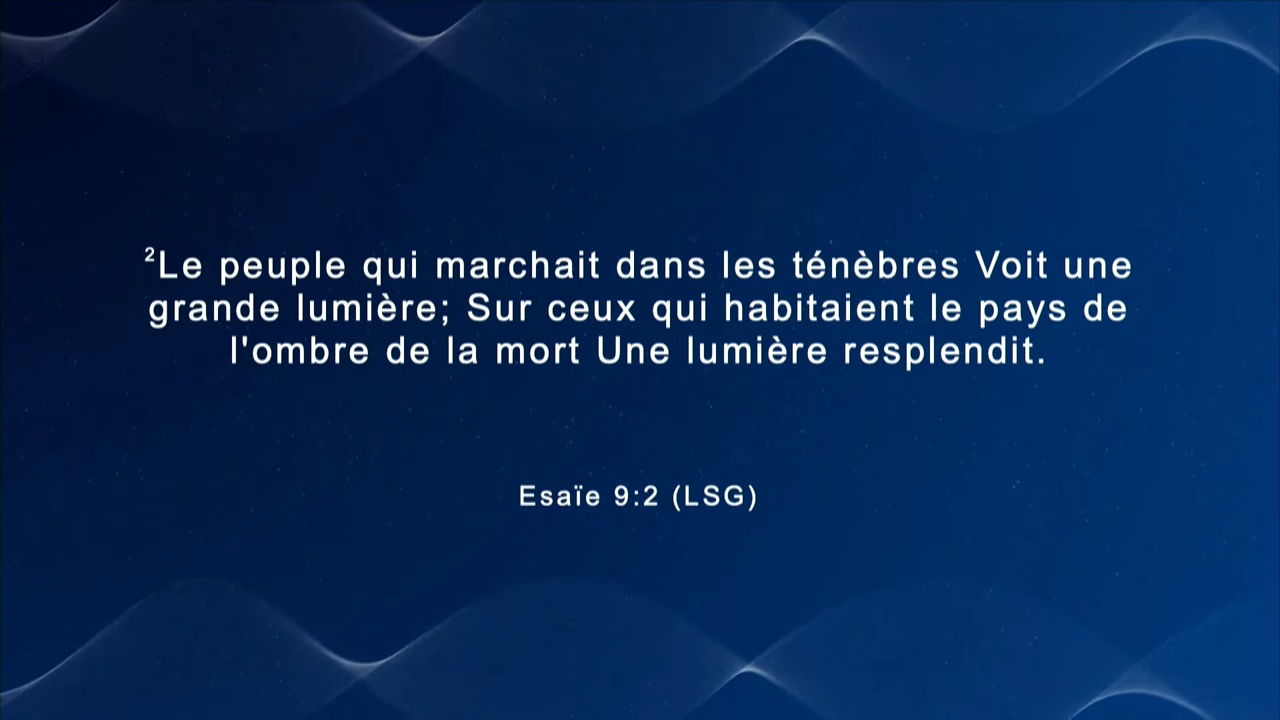 ²Le peuple qui marchait dans les ténèbres Voit une
grande lumière; Sur ceux qui habitaient le pays de
l'ombre de la mort Une lumière resplendit.
Esaïe 9:2 (LSG)